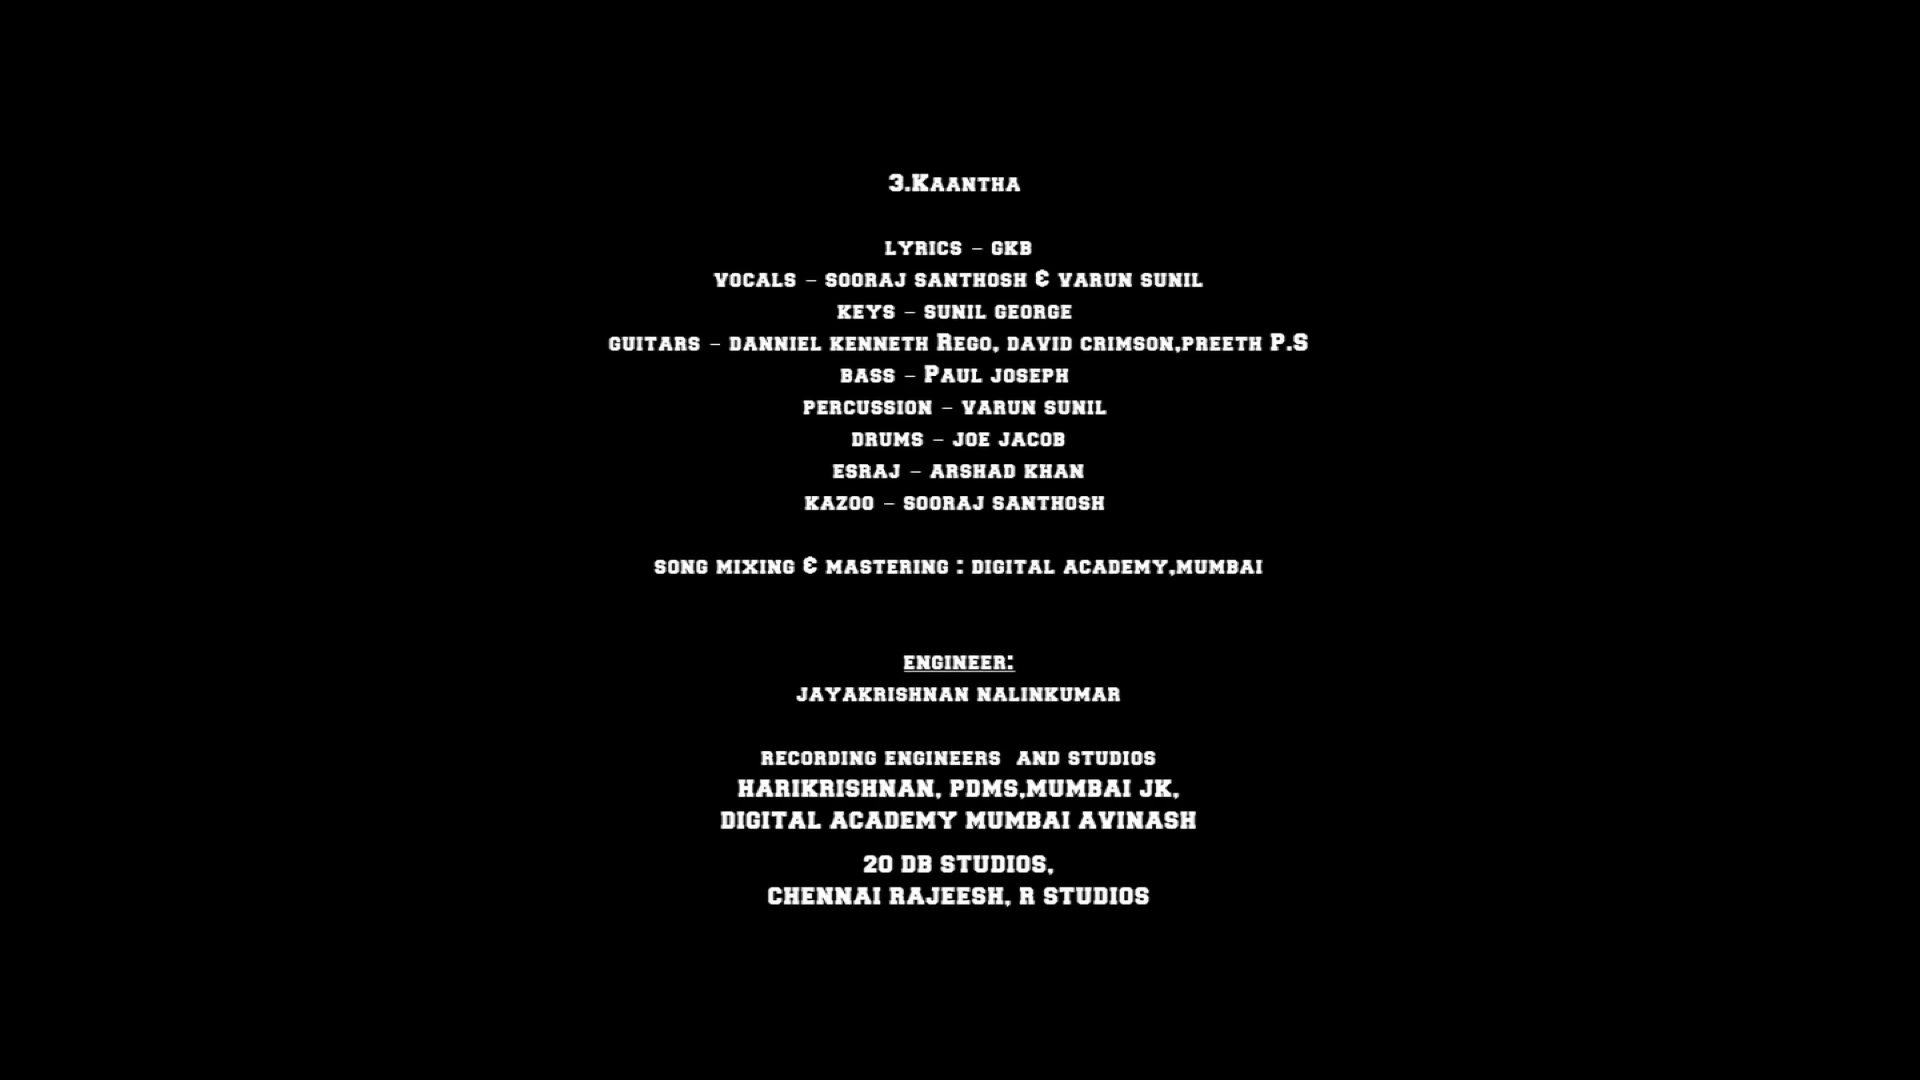 3.Kaantha
LYRICS – GKB
VOCALS – SOORAJ SANTHOSH & VARUN SUNIL
KEYS – SUNIL GEORGE
GUITARS – DANNIEL KENNETH REGO, DAVID CRIMSON,PREETH P.S
BASS – PAUL JOSEPH
PERCUSSION – VARUN SUNIL
DRUMS – JOE JACOB
ESRAJ – ARSHAD KHAN
KAZOO – SOORAJ SANTHOSH
SONG MIXING & MASTERING : DIGITAL ACADEMY,MUMBAI
ENGINEER:
JAYAKRISHNAN NALINKUMAR
RECORDING ENGINEERS AND STUDIOS
HARIKRISHNAN, PDMS,MUMBAI JK,
DIGITAL ACADEMY MUMBAI AVINASH
20 DB STUDIOS,
CHENNAI RAJEESH, R STUDIOS